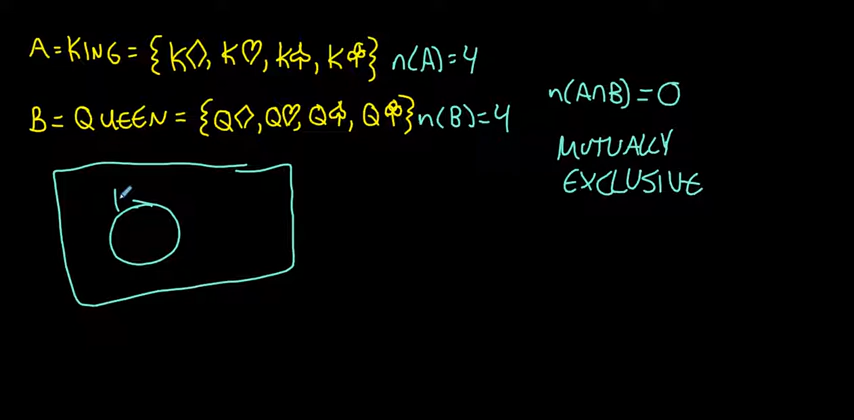 A = KING = {K♢, K♡, K♤, K♧} n(A) = 4
B = QUEEN = {Q♢, Q♡, Q♤, Q♧} n(B) = 4
n(A∩B) = 0
MUTUALLY
EXCLUSIVE